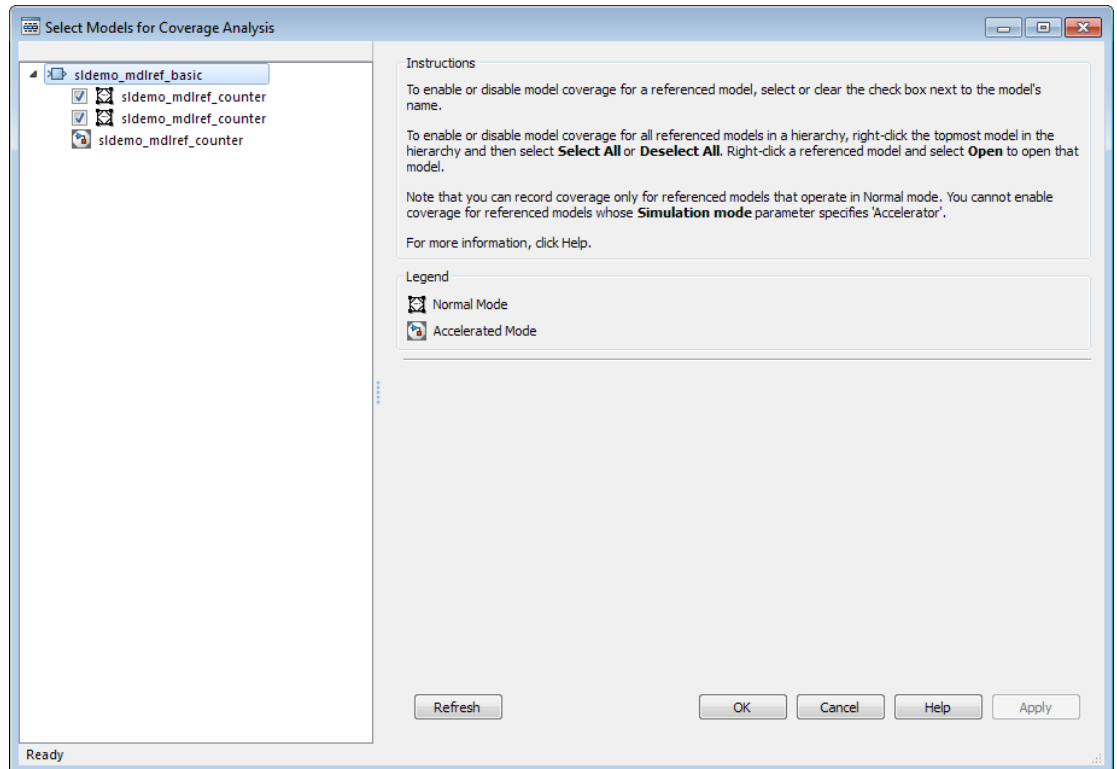 Select Models for Coverage Analysis
sldemo_mdlref_basic
sldemo_mdlref_counter
sldemo_mdlref_counter
sldemo_mdlref_counter
Instructions
To enable or disable model coverage for a referenced model, select or clear the check box next to the model's
name.
To enable or disable model coverage for all referenced models in a hierarchy, right-click the topmost model in the
hierarchy and then select Select All or Deselect All. Right-click a referenced model and select Open to open that
model.
Note that you can record coverage only for referenced models that operate in Normal mode. You cannot enable
coverage for referenced models whose Simulation mode parameter specifies 'Accelerator'.
For more information, click Help.
Legend
Normal Mode
Accelerated Mode
Refresh OK Cancel Help Apply
Ready